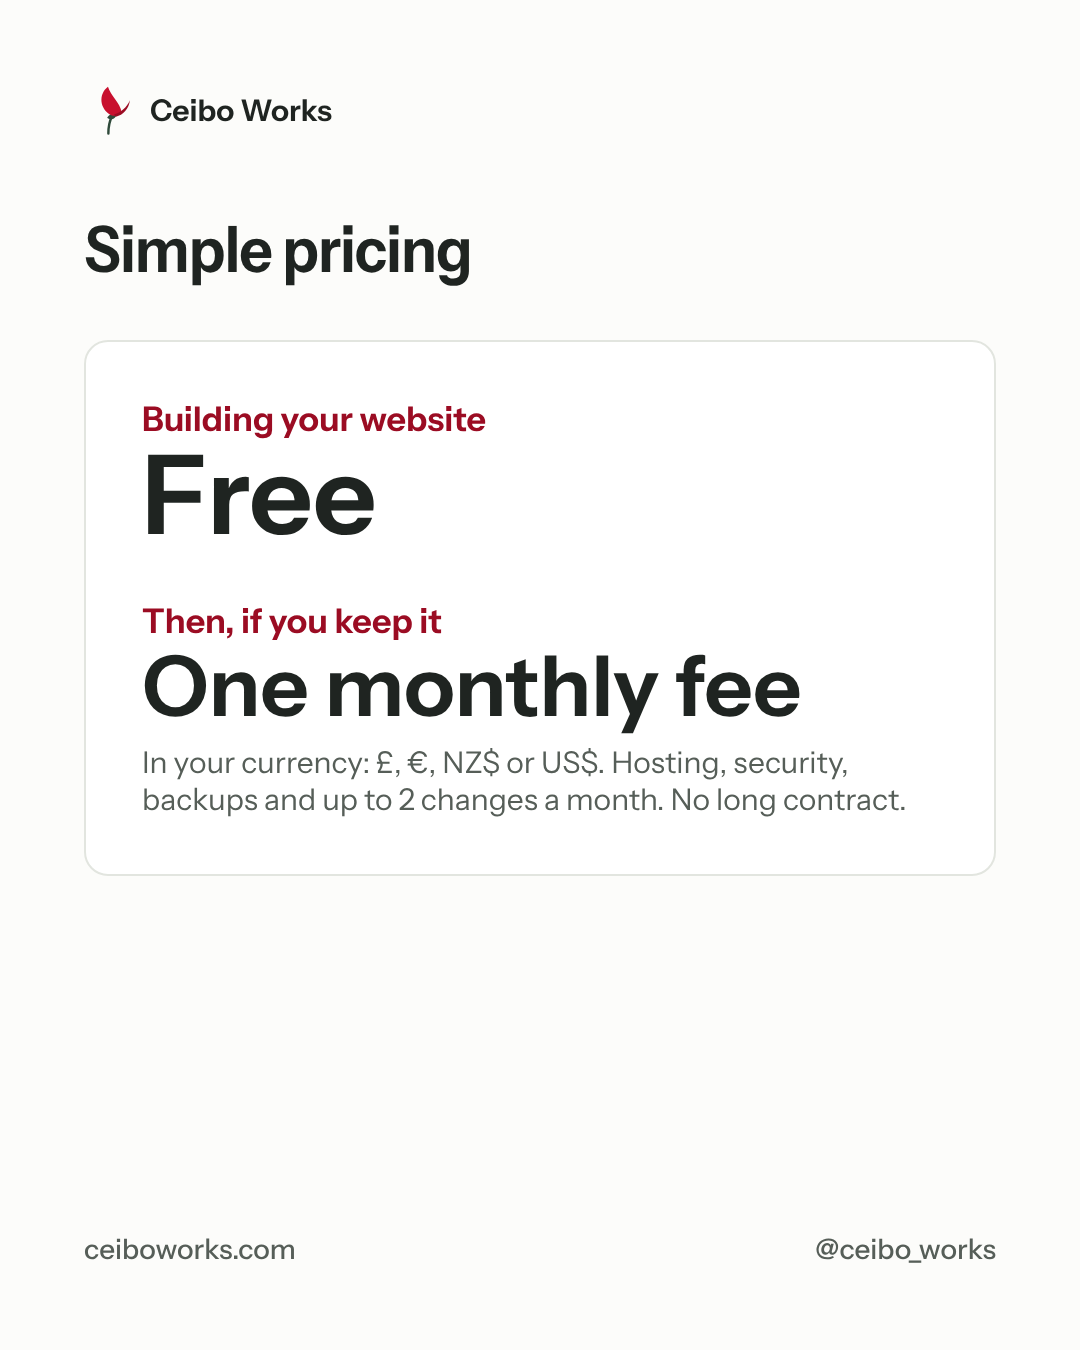 Ceibo Works
Simple pricing
Building your website
Free
Then, if you keep it
One monthly fee
In your currency: £, €, NZ$ or US$. Hosting, security,
backups and up to 2 changes a month. No long contract.
ceiboworks.com
@ceibo_works